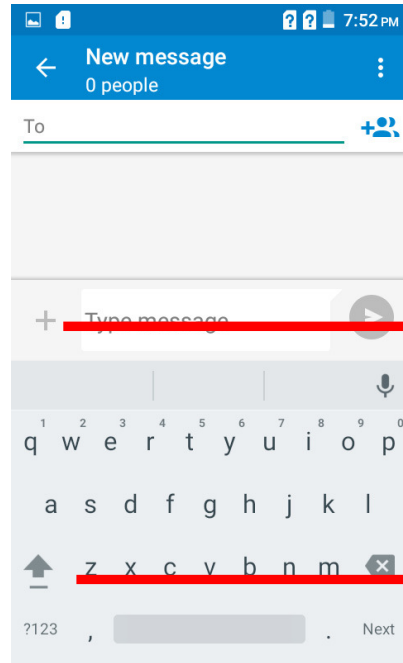 7:52 PM
New message
0 people
To
Type message
1 2 3 4 5 6 7 8 9 0
q w e r t y u i o p
a s d f g h j k l
z x c v b n m
?123 , . Next